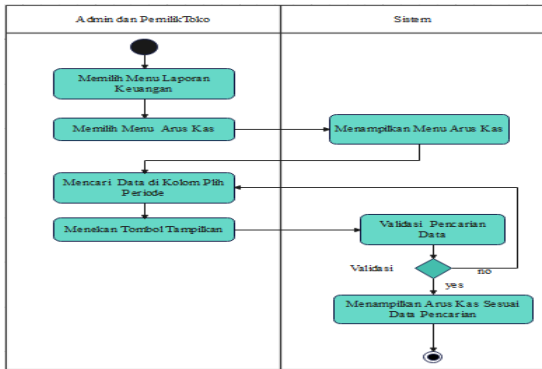 Admin dan PemilikToko
Sistem
Memilih Menu Laporan
Keuangan
Memilih Menu Arus Kas
Menampilkan Menu Arus Kas
Mencari Data di Kolom Plih
Periode
Menekan Tombol Tampilkan
Validasi Pencarian
Data
Validasi
no
yes
Menampilkan Arus Kas Sesuai
Data Pencarian